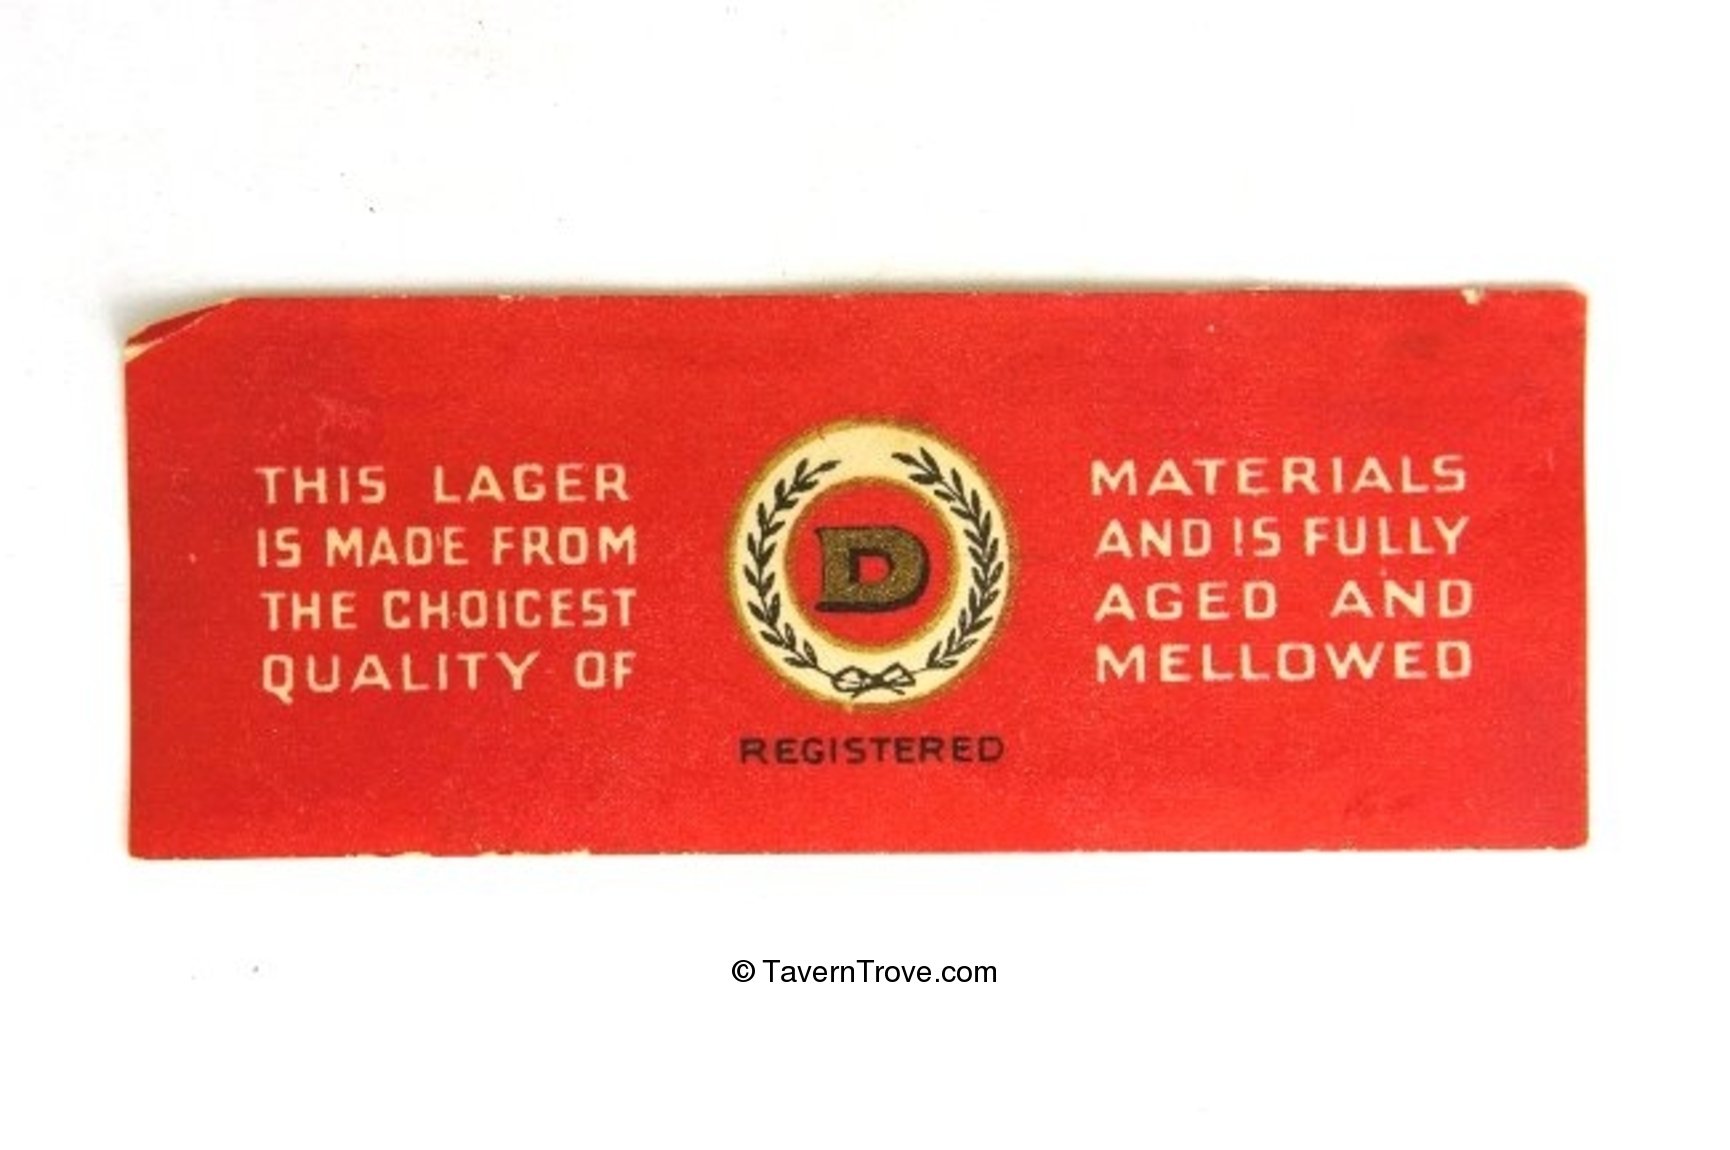 THIS LAGER
IS MADE FROM
THE CHOICEST
QUALITY OF
D
REGISTERED
MATERIALS
AND IS FULLY
AGED AND
MELLOWED
© TavernTrove.com